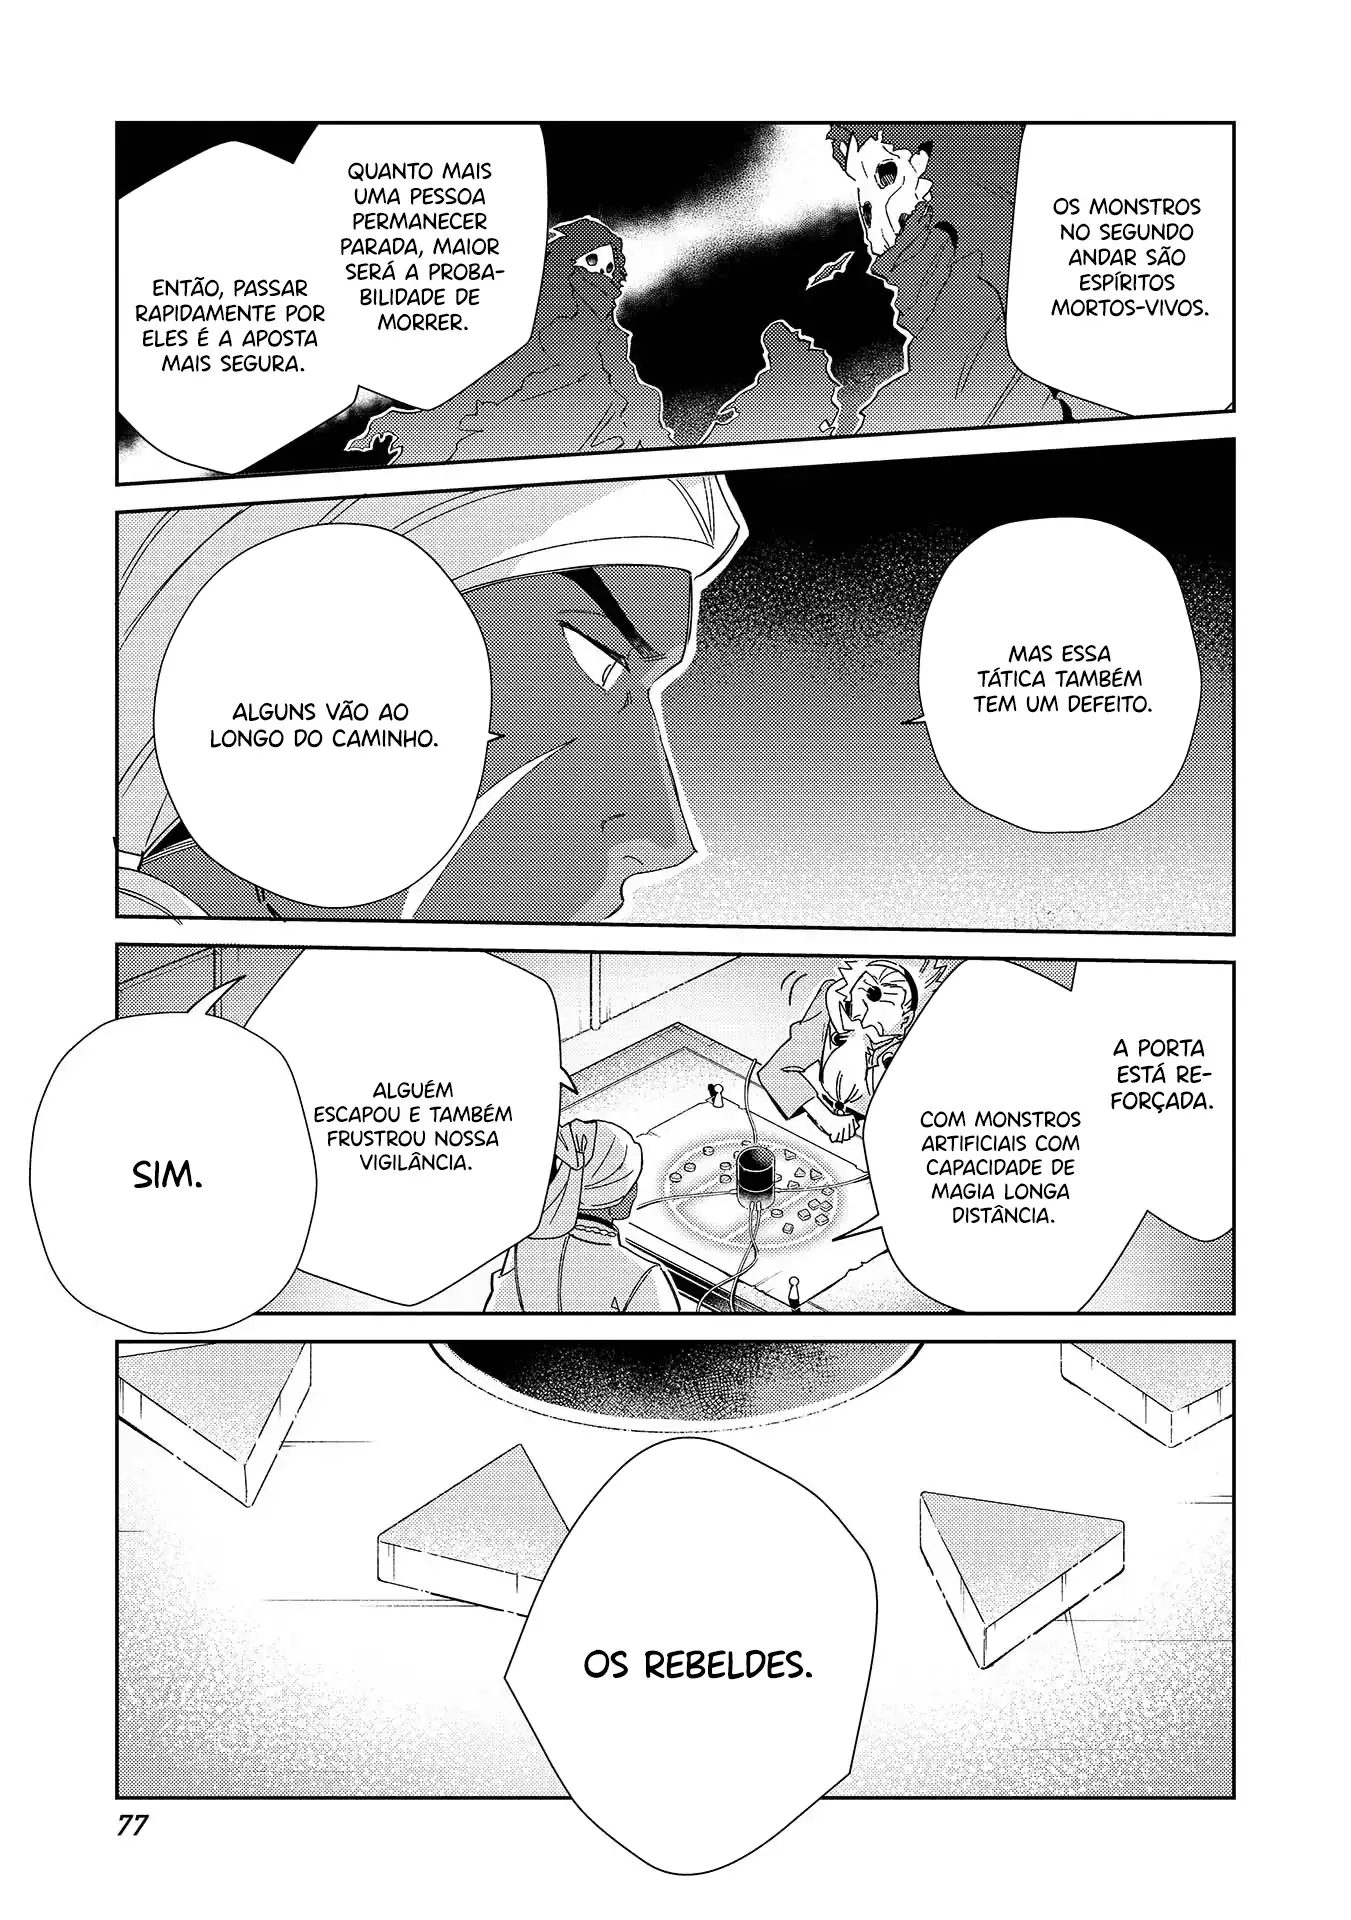 OS MONSTROS
NO SEGUNDO
ANDAR SÃO
ESPÍRITOS
MORTOS-VIVOS.
QUANTO MAIS
UMA PESSOA
PERMANECER
PARADA, MAIOR
SERÁ A PROBA-
BILIDADE DE
MORRER.
ENTÃO, PASSAR
RAPIDAMENTE POR
ELES É A APOSTA
MAIS SEGURA.
MAS ESSA
TÁTICA TAMBÉM
TEM UM DEFEITO.
ALGUNS VÃO AO
LONGO DO CAMINHO.
A PORTA
ESTÁ RE-
FORÇADA.
COM MONSTROS
ARTIFICIAIS COM
CAPACIDADE DE
MAGIA LONGA
DISTÂNCIA.
ALGUÉM
ESCAPOU E TAMBÉM
FRUSTROU NOSSA
VIGILÂNCIA.
SIM.
OS REBELDES.
77